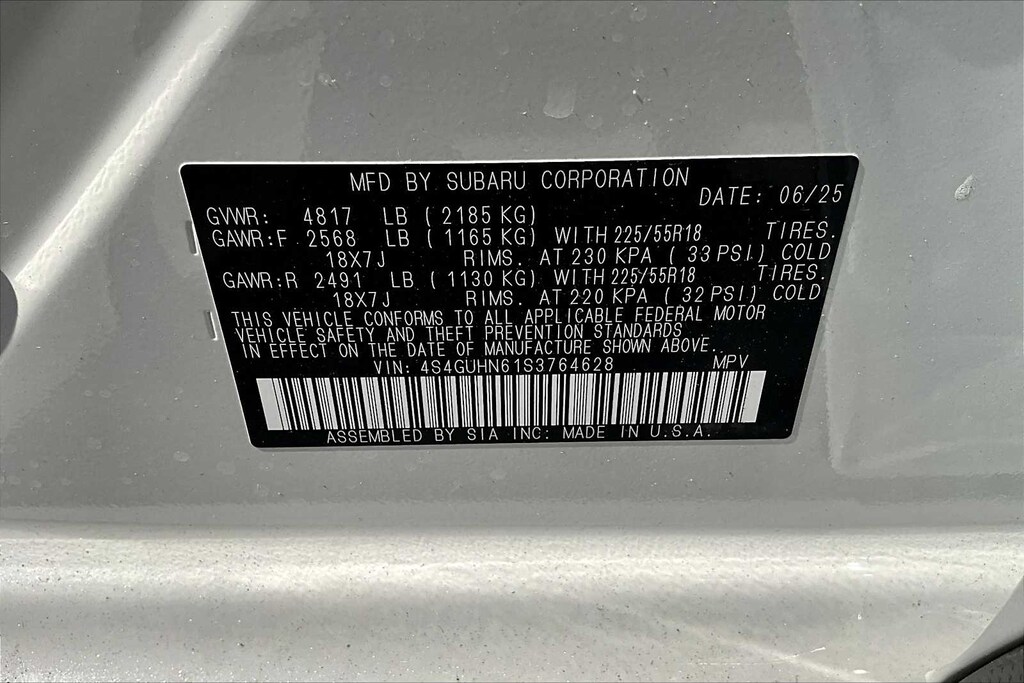 MFD BY SUBARU CORPORATION DATE: 06/25
GVWR: 4817 LB ( 2185 KG)
GAWR:F 2568 LB ( 1165 KG) WITH 225/55R18 TIRES.
18X7J RIMS. AT 230 KPA ( 33 PSI) COLD
GAWR:R 2491 LB ( 1130 KG) WITH 225/55R18 TIRES.
18X7J RIMS. AT 220 KPA ( 32 PSI) COLD
THIS VEHICLE CONFORMS TO ALL APPLICABLE FEDERAL MOTOR
VEHICLE SAFETY AND THEFT PREVENTION STANDARDS
IN EFFECT ON THE DATE OF MANUFACTURE SHOWN ABOVE.
VIN: 4S4GUHN61S3764628 MPV
ASSEMBLED BY SIA INC: MADE IN U.S.A.